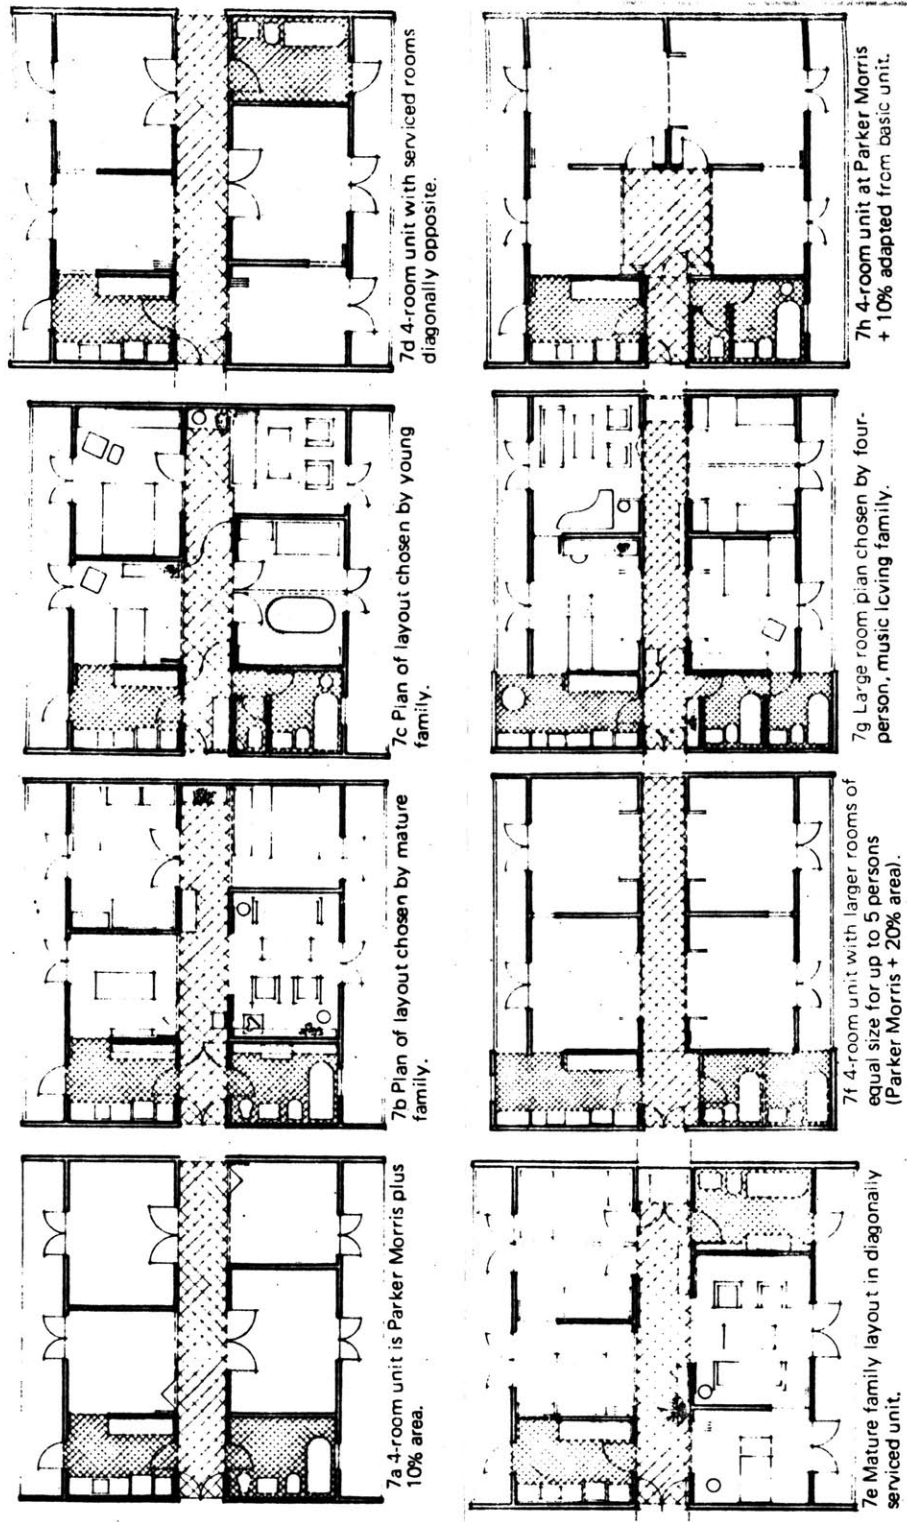 7a 4-room unit is Parker Morris plus
10% area.
7b Plan of layout chosen by mature
family.
7c Plan of layout chosen by young
family.
7d 4-room unit with serviced rooms
diagonally opposite.
7e Mature family layout in diagonally
serviced unit.
7f 4-room unit with larger rooms of
equal size for up to 5 persons
(Parker Morris + 20% area).
7g Large room plan chosen by four-
person, music loving family.
7h 4-room unit at Parker Morris
+ 10% adapted from basic unit.